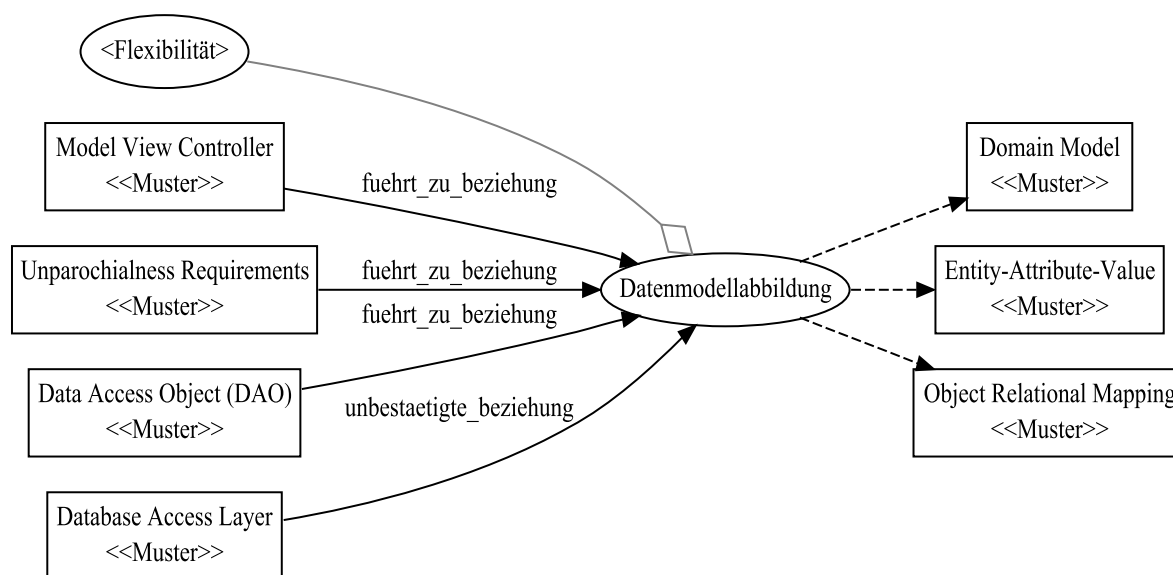 <Flexibilität>
Model View Controller
<<Muster>>
fuehrt_zu_beziehung
Unparochialness Requirements
<<Muster>>
fuehrt_zu_beziehung
fuehrt_zu_beziehung
Data Access Object (DAO)
<<Muster>>
unbestaetigte_beziehung
Database Access Layer
<<Muster>>
Datenmodellabbildung
Domain Model
<<Muster>>
Entity-Attribute-Value
<<Muster>>
Object Relational Mapping
<<Muster>>